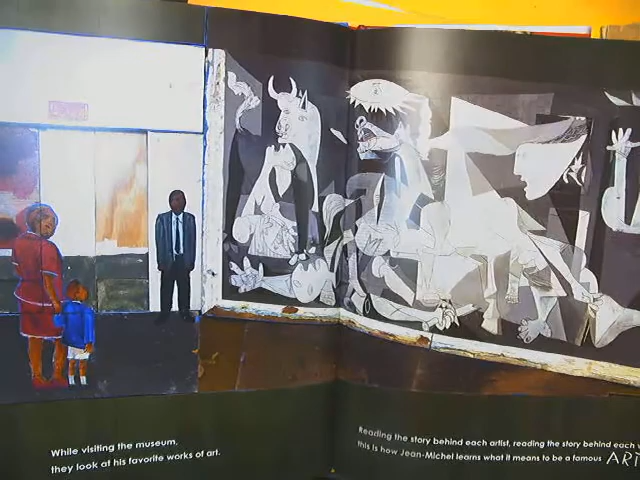 While visiting the museum,
they look at his favorite works of art.
Reading the story behind each artist, reading the story behind each
this is how Jean-Michel learns what it means to be a famous